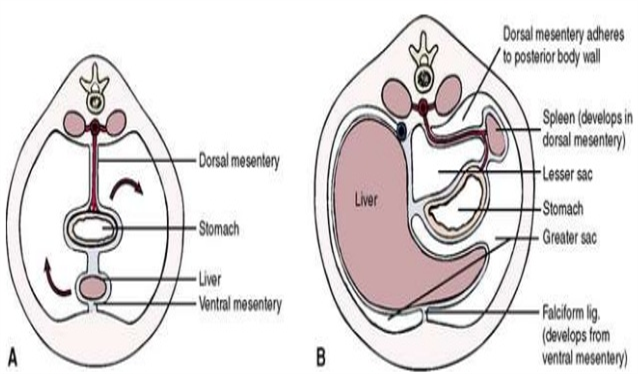 Dorsal mesentery
Stomach
Liver
Ventral mesentery
A
Dorsal mesentery adheres
to posterior body wall
Spleen (develops in
dorsal mesentery)
Lesser sac
Liver
Stomach
Greater sac
Falciform lig.
(develops from
ventral mesentery)
B